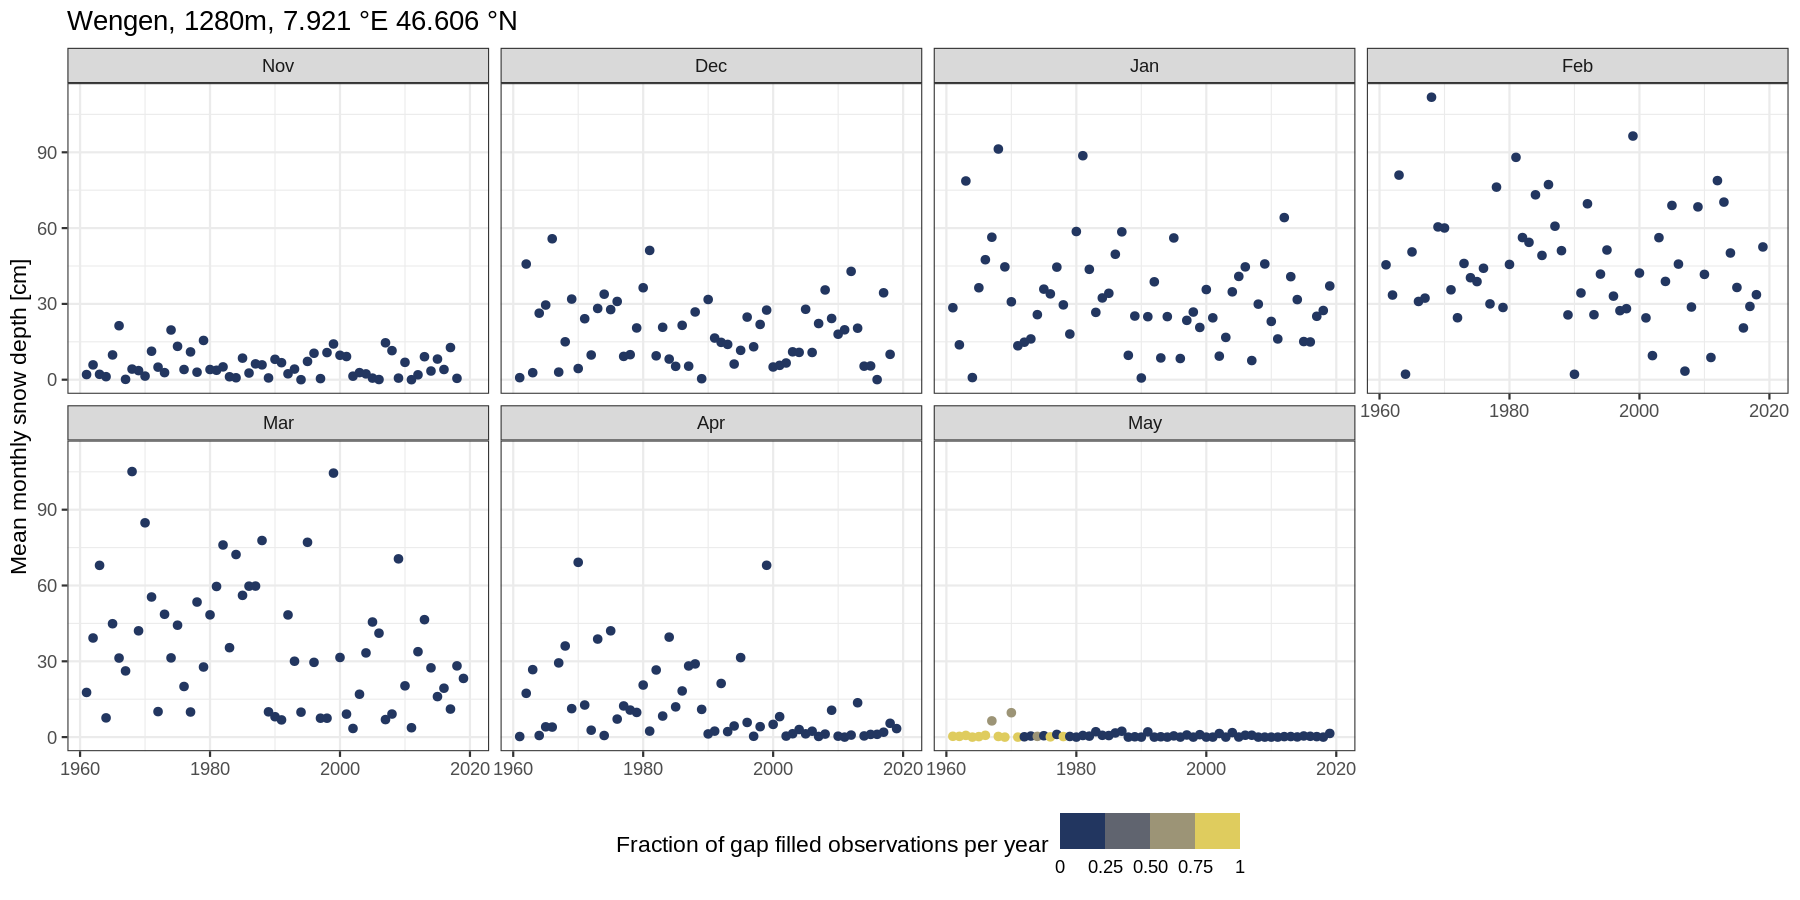 Wengen, 1280m, 7.921 °E 46.606 °N
Nov
Dec
Jan
Feb
90
60
30
0
1960 1980 2000 2020
Mean monthly snow depth [cm]
Mar
Apr
May
90
60
30
0
1960 1980 2000 2020
1960 1980 2000 2020
1960 1980 2000 2020
Fraction of gap filled observations per year
0 0.25 0.50 0.75 1